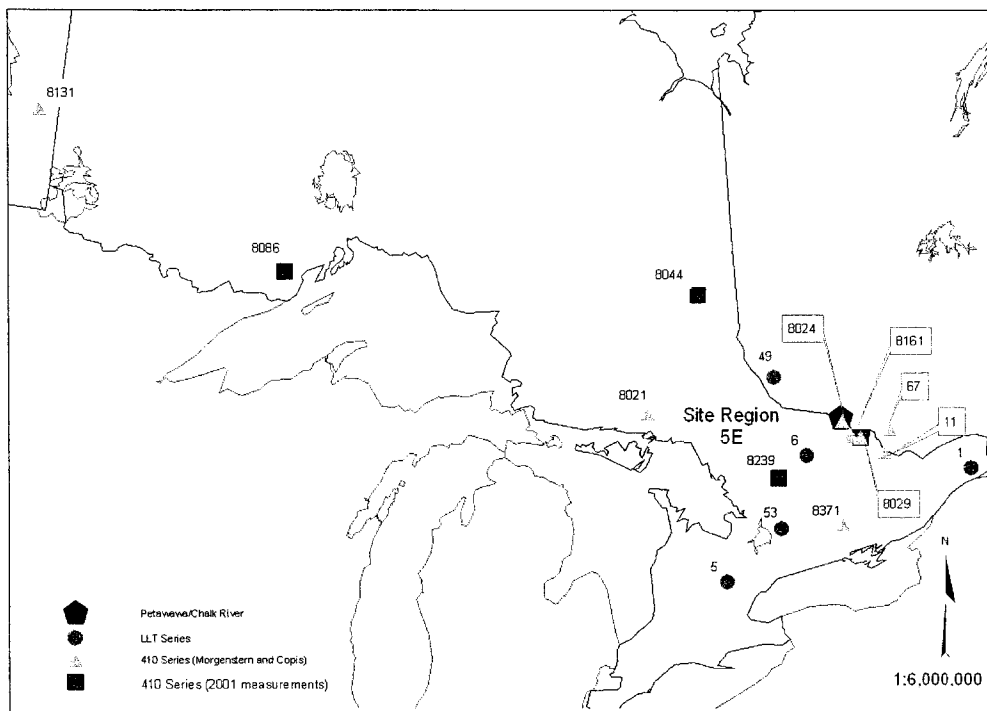 8131
8086
8044
8024
8161
49
67
8021
Site Region
5E
11
6
1
8239
8029
53
8371
5
N
Petawawa/Chalk River
LLT Series
410 Series (Morgenstern and Copis)
410 Series (2001 measurements)
1:6,000,000